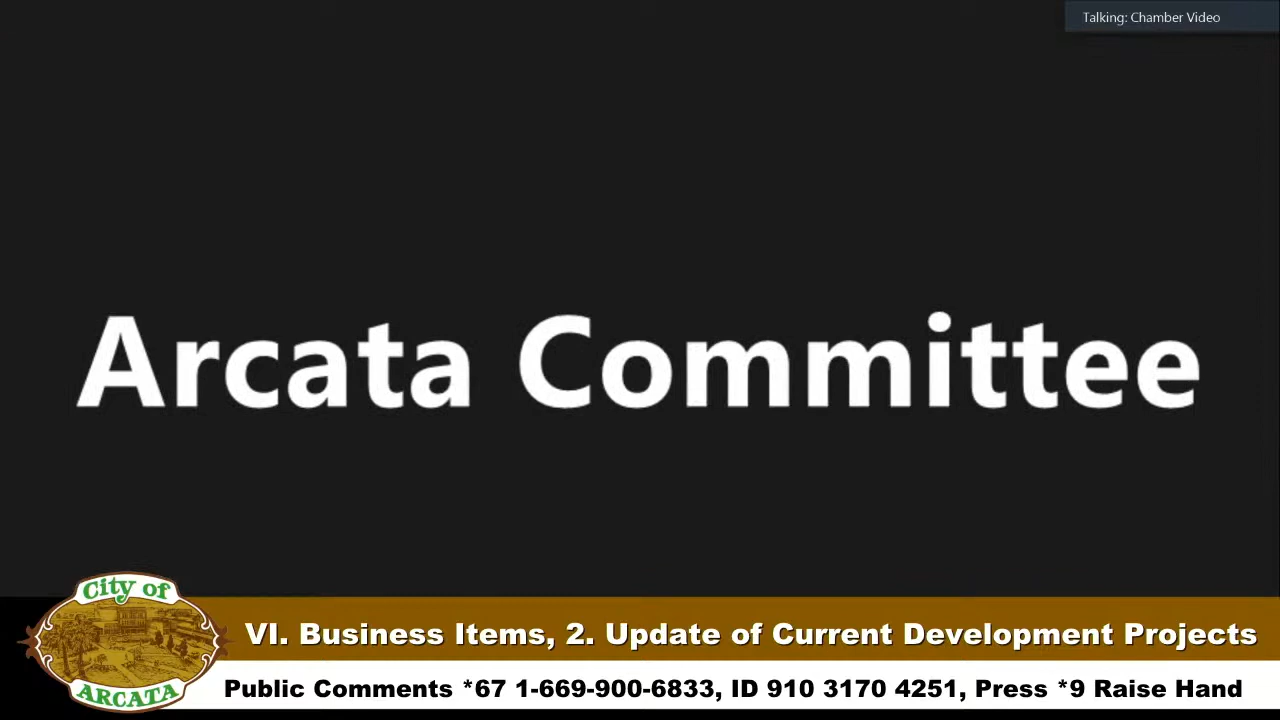 Talking: Chamber Video
Arcata Committee
City of
ARCATA
VI. Business Items, 2. Update of Current Development Projects
Public Comments *67 1-669-900-6833, ID 910 3170 4251, Press *9 Raise Hand